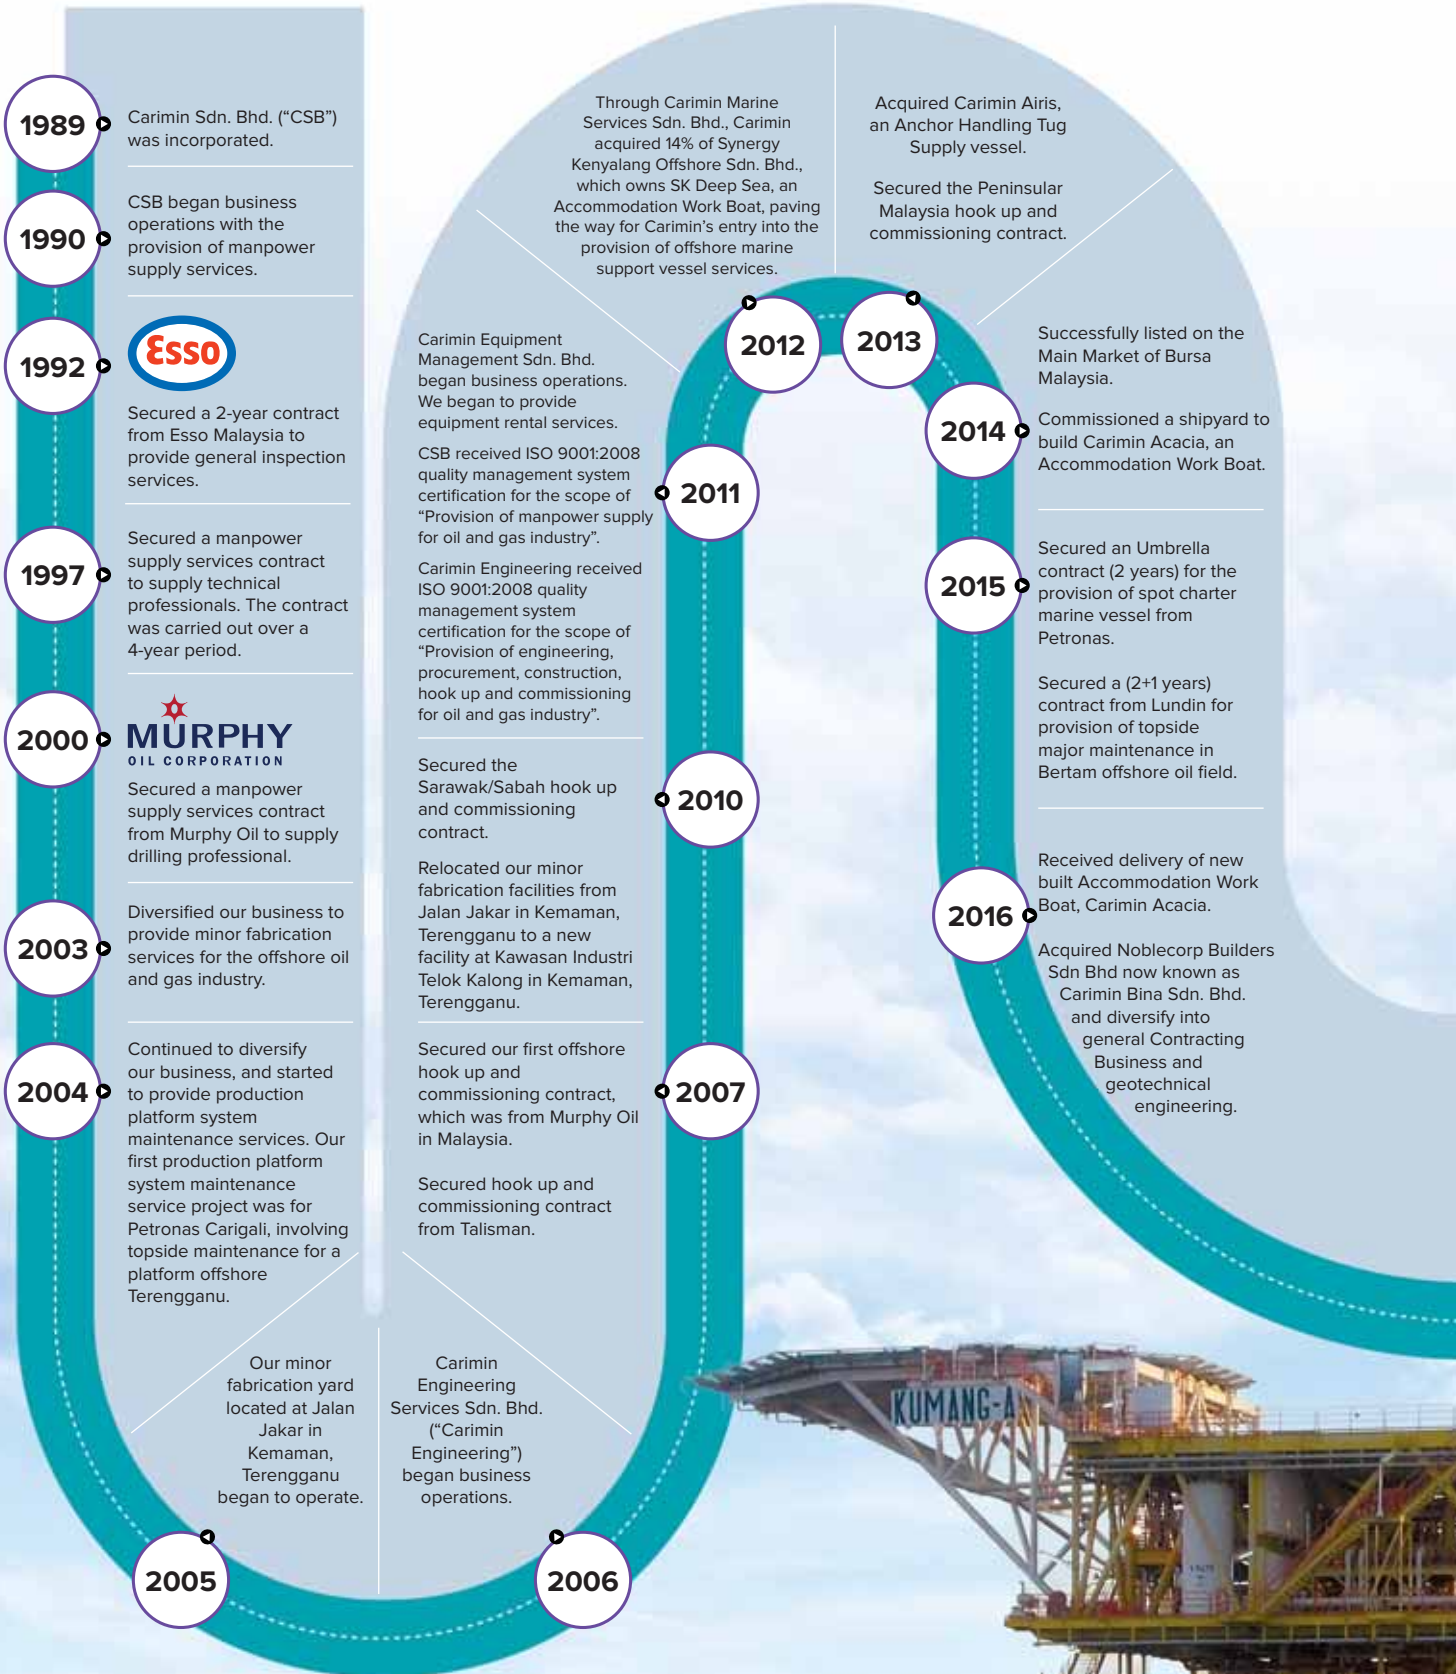 1989
Carimin Sdn. Bhd. (“CSB”)
was incorporated.
1990
CSB began business
operations with the
provision of manpower
supply services.
1992
Esso
Secured a 2-year contract
from Esso Malaysia to
provide general inspection
services.
1997
Secured a manpower
supply services contract
to supply technical
professionals. The contract
was carried out over a
4-year period.
2000
MURPHY
OIL CORPORATION
Secured a manpower
supply services contract
from Murphy Oil to supply
drilling professional.
2003
Diversified our business to
provide minor fabrication
services for the offshore oil
and gas industry.
2004
Continued to diversify
our business, and started
to provide production
platform system
maintenance services. Our
first production platform
system maintenance
service project was for
Petronas Carigali, involving
topside maintenance for a
platform offshore
Terengganu.
Our minor
fabrication yard
located at Jalan
Jakar in
Kemaman,
Terengganu
began to operate.
2005
Carimin
Engineering
Services Sdn. Bhd.
(“Carimin
Engineering”)
began business
operations.
2006
Secured our first offshore
hook up and
commissioning contract,
which was from Murphy Oil
in Malaysia.
Secured hook up and
commissioning contract
from Talisman.
2007
Secured the
Sarawak/Sabah hook up
and commissioning
contract.
Relocated our minor
fabrication facilities from
Jalan Jakar in Kemaman,
Terengganu to a new
facility at Kawasan Industri
Telok Kalong in Kemaman,
Terengganu.
2010
Carimin Equipment
Management Sdn. Bhd.
began business operations.
We began to provide
equipment rental services.
CSB received ISO 9001:2008
quality management system
certification for the scope of
“Provision of manpower supply
for oil and gas industry”.
Carimin Engineering received
ISO 9001:2008 quality
management system
certification for the scope of
“Provision of engineering,
procurement, construction,
hook up and commissioning
for oil and gas industry”.
2011
Through Carimin Marine
Services Sdn. Bhd., Carimin
acquired 14% of Synergy
Kenyalang Offshore Sdn. Bhd.,
which owns SK Deep Sea, an
Accommodation Work Boat, paving
the way for Carimin’s entry into the
provision of offshore marine
support vessel services.
2012
Acquired Carimin Airis,
an Anchor Handling Tug
Supply vessel.
Secured the Peninsular
Malaysia hook up and
commissioning contract.
2013
Successfully listed on the
Main Market of Bursa
Malaysia.
Commissioned a shipyard to
build Carimin Acacia, an
Accommodation Work Boat.
2014
Secured an Umbrella
contract (2 years) for the
provision of spot charter
marine vessel from
Petronas.
Secured a (2+1 years)
contract from Lundin for
provision of topside
major maintenance in
Bertam offshore oil field.
2015
Received delivery of new
built Accommodation Work
Boat, Carimin Acacia.
Acquired Noblecorp Builders
Sdn Bhd now known as
Carimin Bina Sdn. Bhd.
and diversify into
general Contracting
Business and
geotechnical
engineering.
2016
KUMANG-A